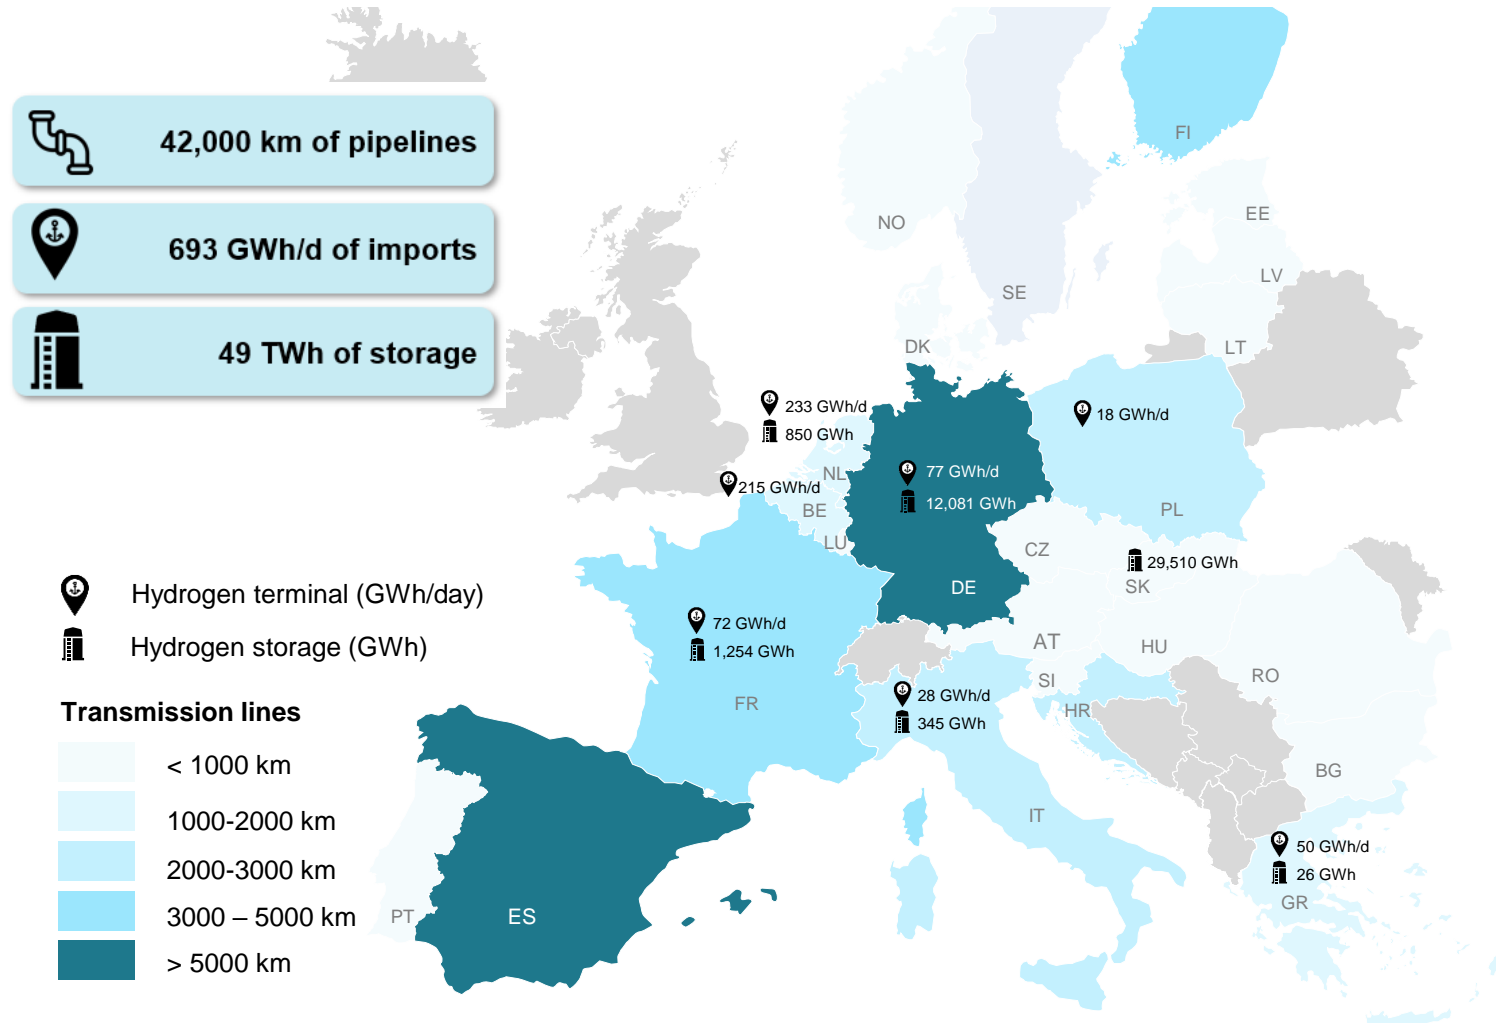 42,000 km of pipelines
693 GWh/d of imports
49 TWh of storage
Hydrogen terminal (GWh/day)
Hydrogen storage (GWh)
Transmission lines
< 1000 km
1000-2000 km
2000-3000 km
3000 – 5000 km
> 5000 km
FI
NO
EE
LV
SE
LT
DK
233 GWh/d
850 GWh
18 GWh/d
NL
77 GWh/d
215 GWh/d
12,081 GWh
BE
PL
LU
CZ
29,510 GWh
SK
DE
72 GWh/d
1,254 GWh
AT
HU
SI
RO
28 GWh/d
345 GWh
FR
HR
BG
IT
50 GWh/d
26 GWh
GR
PT
ES